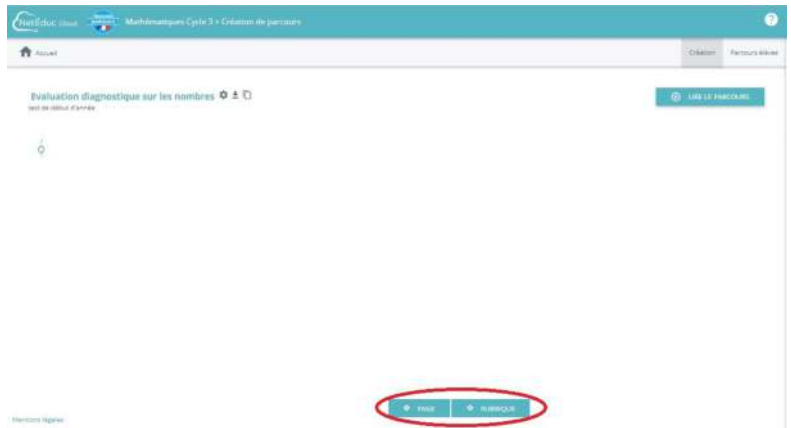 NetEduc Cloud Mathématiques Cycle 3 > Création de parcours ?
Accueil Création Parcours élèves
Evaluation diagnostique sur les nombres
test de début d'année
LIRE LE PARCOURS
PAGE RUBRIQUE
Mentions légales